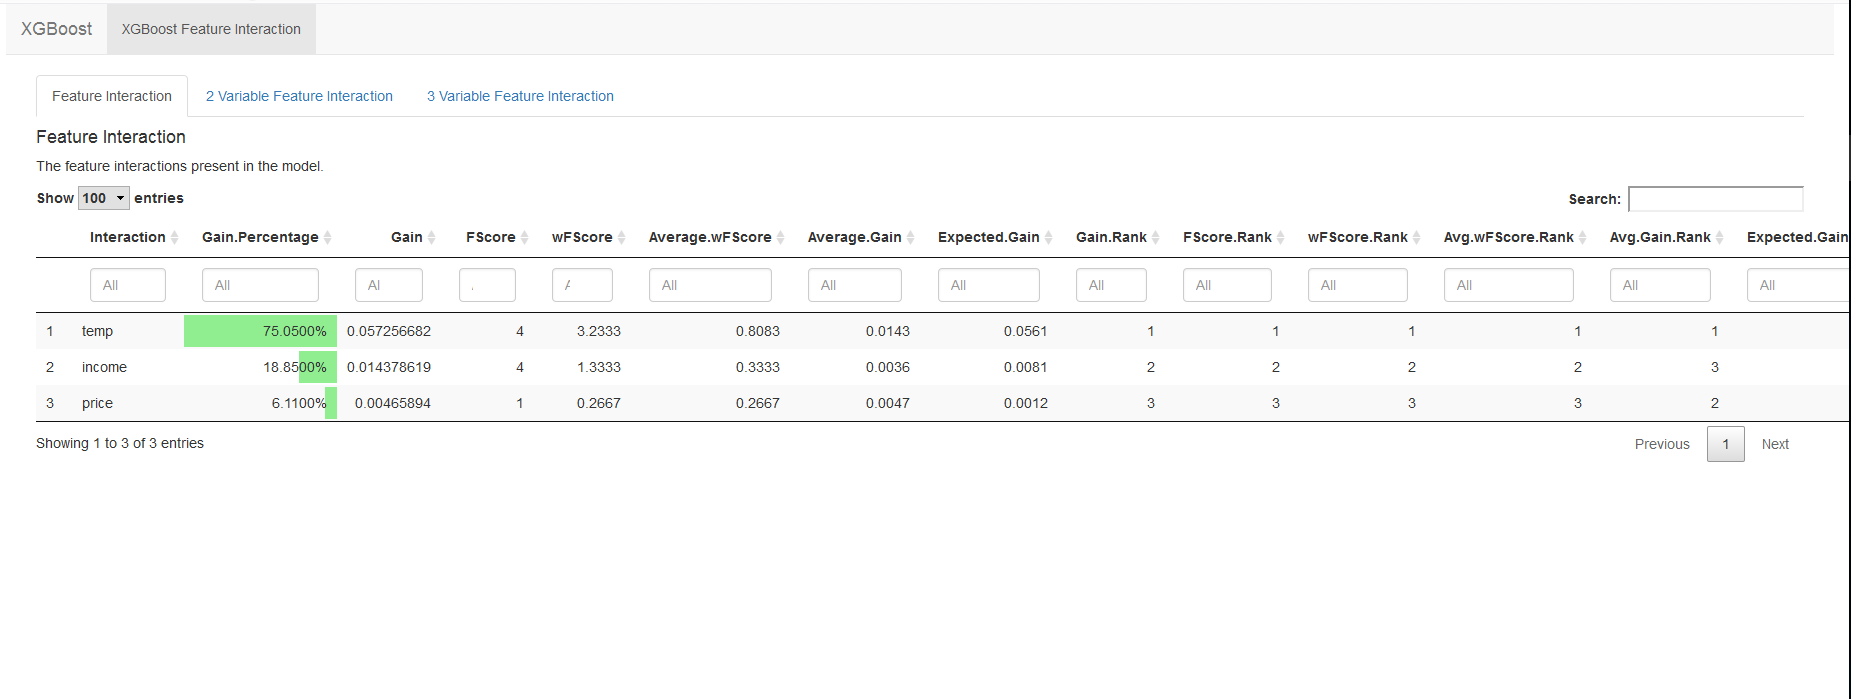 XGBoost XGBoost Feature Interaction
Feature Interaction 2 Variable Feature Interaction 3 Variable Feature Interaction
Feature Interaction
The feature interactions present in the model.
Show 100 entries Search:
Interaction Gain.Percentage Gain FScore wFScore Average.wFScore Average.Gain Expected.Gain Gain.Rank FScore.Rank wFScore.Rank Avg.wFScore.Rank Avg.Gain.Rank Expected.Gain
All All Al All All All All All All All All All
1 temp 75.0500% 0.057256682 4 3.2333 0.8083 0.0143 0.0561 1 1 1 1 1
2 income 18.8500% 0.014378619 4 1.3333 0.3333 0.0036 0.0081 2 2 2 2 3
3 price 6.1100% 0.00465894 1 0.2667 0.2667 0.0047 0.0012 3 3 3 3 2
Showing 1 to 3 of 3 entries Previous 1 Next